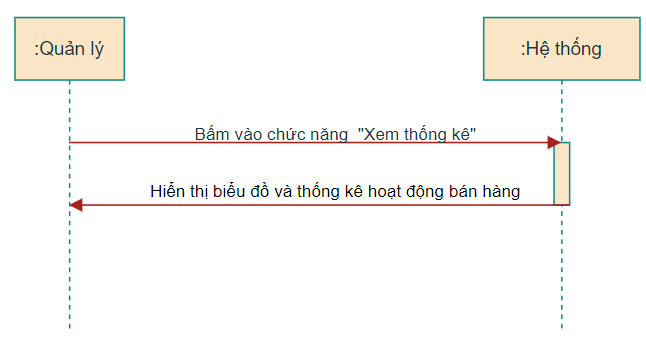 :Quản lý
:Hệ thống
Bấm vào chức năng "Xem thống kê"
Hiển thị biểu đồ và thống kê hoạt động bán hàng